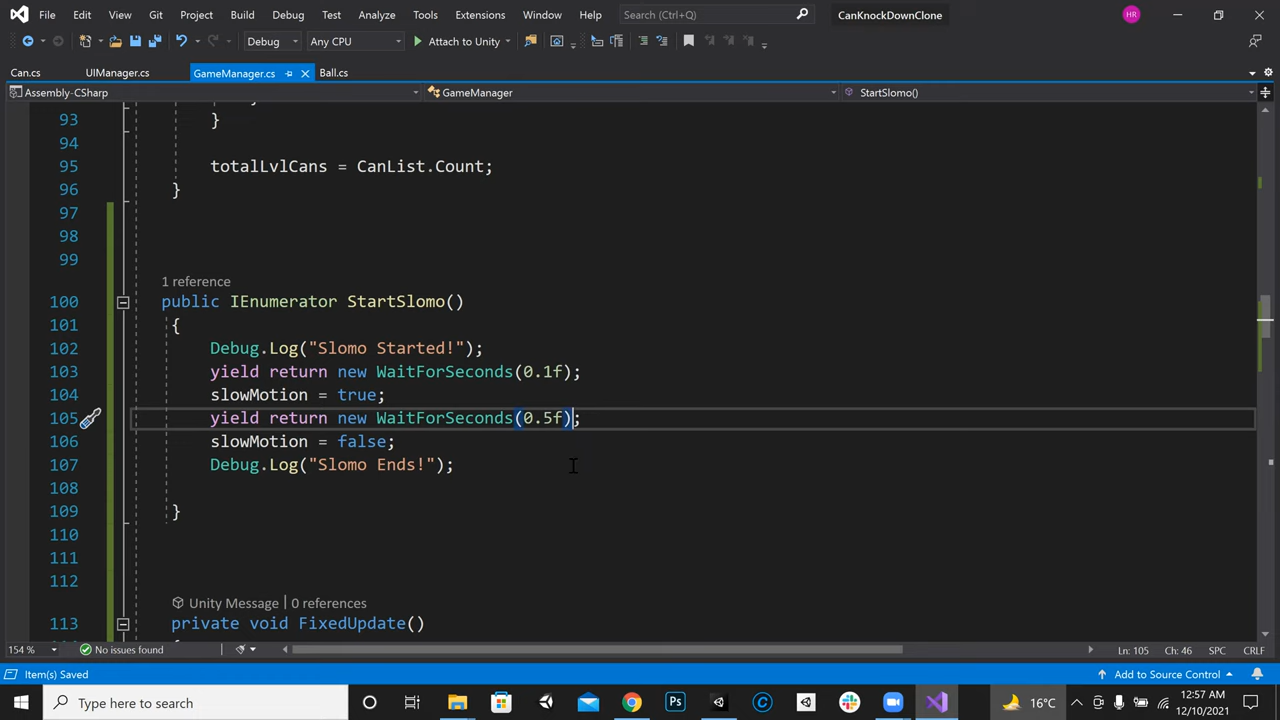 File Edit View Git Project Build Debug Test Analyze Tools Extensions Window Help Search (Ctrl+Q) CanKnockDownClone HR
Debug Any CPU Attach to Unity
Can.cs UIManager.cs GameManager.cs Ball.cs
Assembly-CSharp GameManager StartSlomo()
93 }
94
95 totalLvlCans = CanList.Count;
96 }
97
98
99
1 reference
100 public IEnumerator StartSlomo()
101 {
102 Debug.Log("Slomo Started!");
103 yield return new WaitForSeconds(0.1f);
104 slowMotion = true;
105 yield return new WaitForSeconds(0.5f);
106 slowMotion = false;
107 Debug.Log("Slomo Ends!");
108
109 }
110
111
112
Unity Message | 0 references
113 private void FixedUpdate()
154 % No issues found Ln: 105 Ch: 46 SPC CRLF
Item(s) Saved Add to Source Control
Type here to search Ps 16°C 12:57 AM
12/10/2021